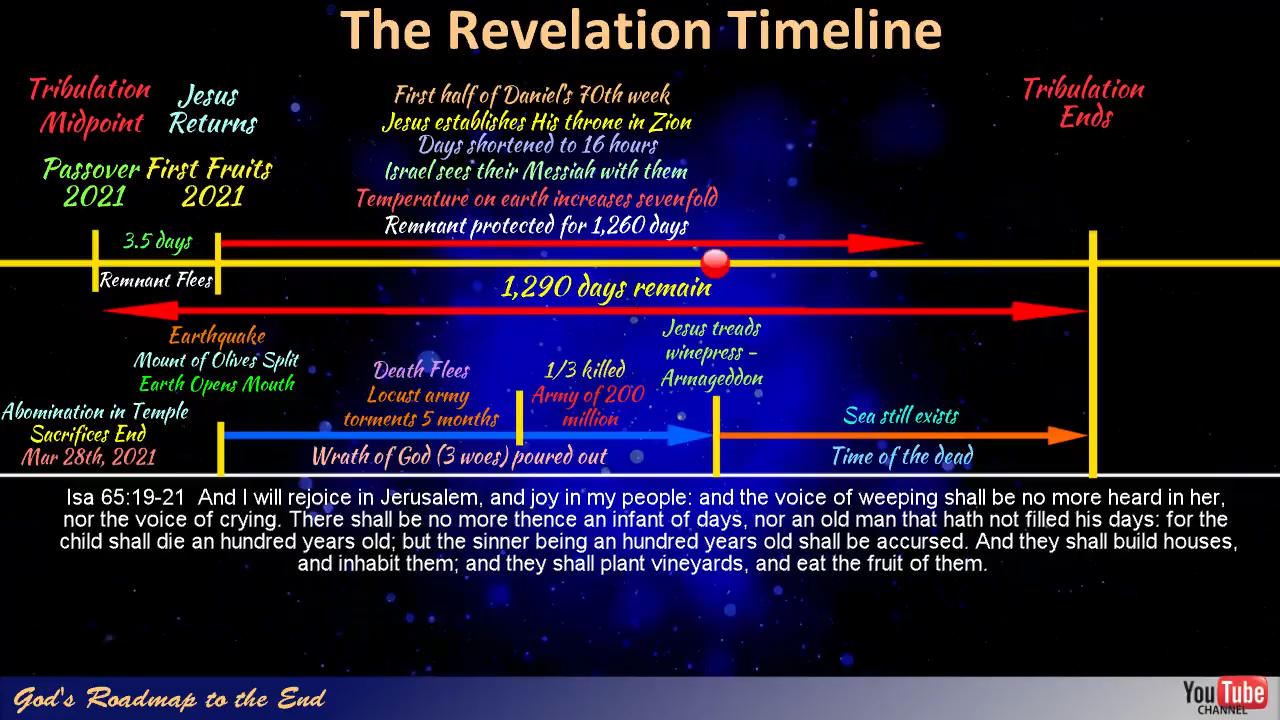 The Revelation Timeline
Tribulation
Midpoint
Jesus
Returns
Passover
2021
First Fruits
2021
First half of Daniel's 70th week
Jesus establishes His throne in Zion
Days shortened to 16 hours
Israel sees their Messiah with them
Temperature on earth increases sevenfold
Remnant protected for 1,260 days
Tribulation
Ends
3.5 days
Remnant Flees
1,290 days remain
Earthquake
Mount of Olives Split
Earth Opens Mouth
Abomination in Temple
Sacrifices End
Mar 28th, 2021
Death Flees
Locust army
torments 5 months
1/3 killed
Army of 200
million
Jesus treads
winepress –
Armageddon
Wrath of God (3 woes) poured out
Sea still exists
Time of the dead
Isa 65:19-21  And I will rejoice in Jerusalem, and joy in my people: and the voice of weeping shall be no more heard in her,
nor the voice of crying. There shall be no more thence an infant of days, nor an old man that hath not filled his days: for the
child shall die an hundred years old; but the sinner being an hundred years old shall be accursed. And they shall build houses,
and inhabit them; and they shall plant vineyards, and eat the fruit of them.
God's Roadmap to the End
YouTube
CHANNEL